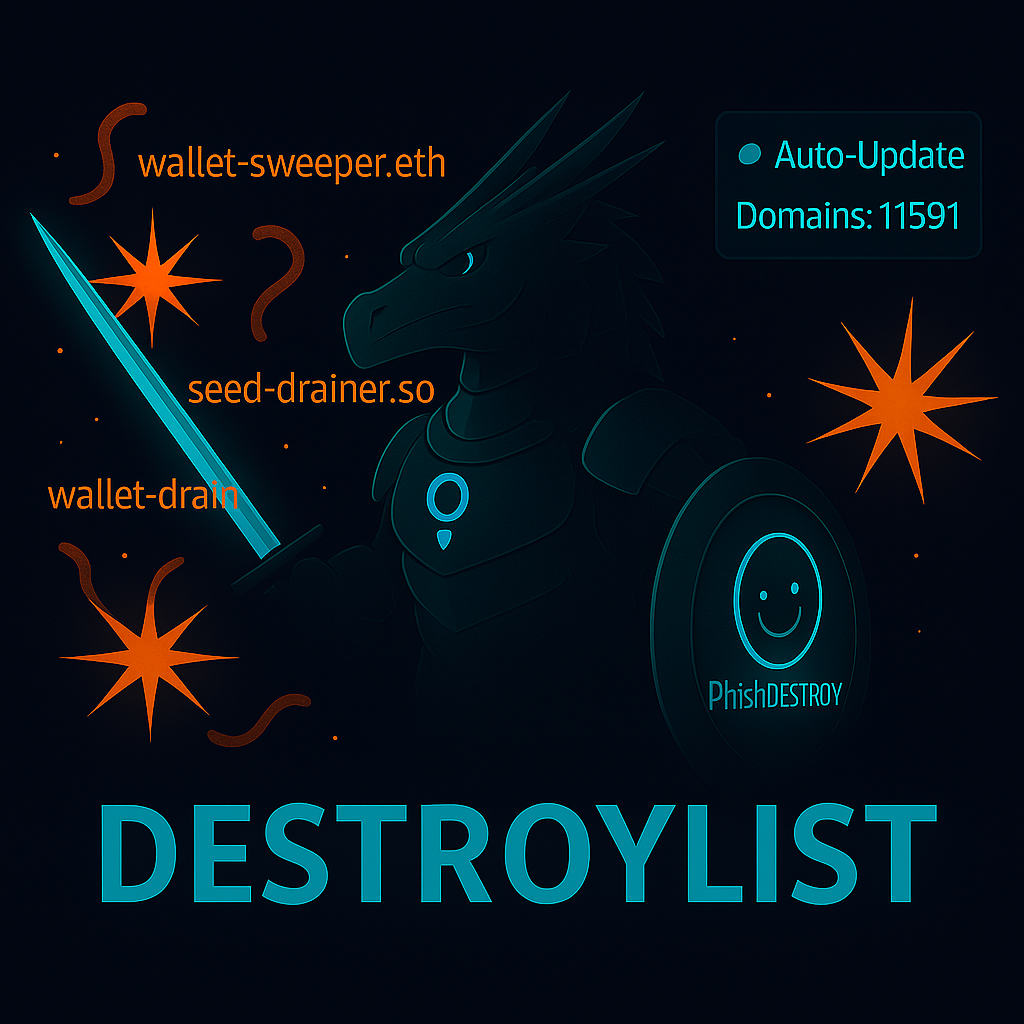 wallet-sweeper.eth
Auto-Update
Domains: 11591
seed-drainer.so
wallet-drain
PhishDESTROY
DESTROYLIST